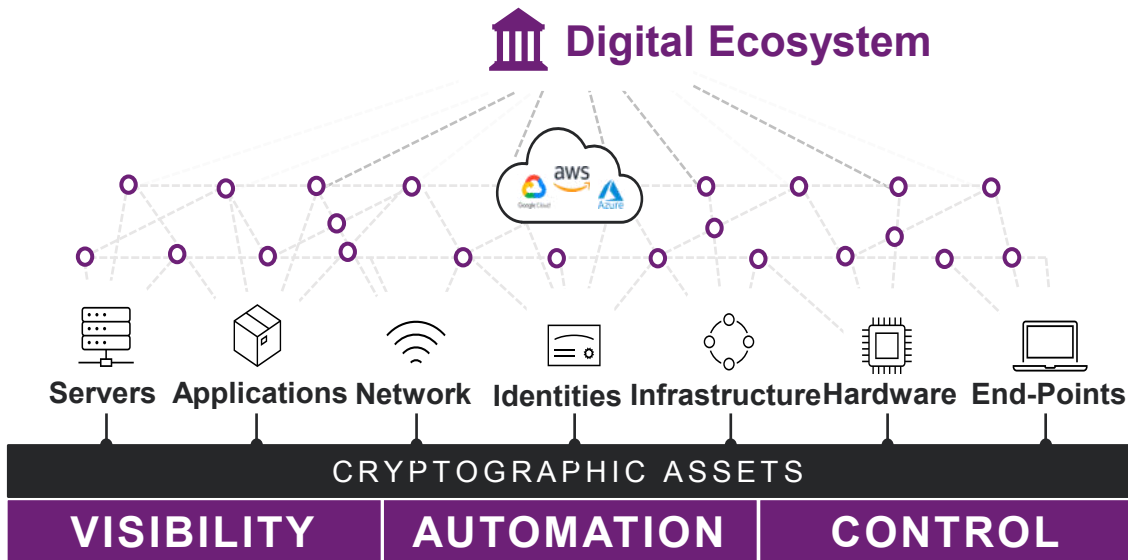 Digital Ecosystem
aws
Google Cloud
Azure
Servers
Applications
Network
Identities
Infrastructure
Hardware
End-Points
CRYPTOGRAPHIC ASSETS
VISIBILITY
AUTOMATION
CONTROL